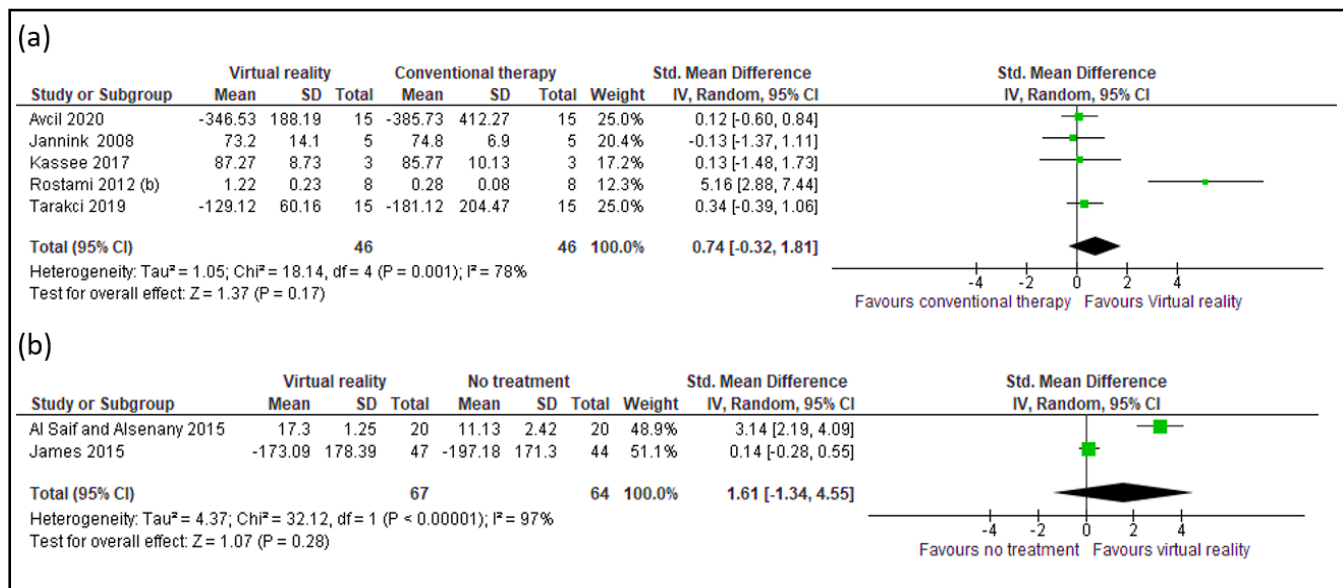 (a)
Virtual reality Conventional therapy Std. Mean Difference Std. Mean Difference
Study or Subgroup Mean SD Total Mean SD Total Weight IV, Random, 95% CI IV, Random, 95% CI
Avcil 2020 -346.53 188.19 15 -385.73 412.27 15 25.0% 0.12 [-0.60, 0.84]
Jannink 2008 73.2 14.1 5 74.8 6.9 5 20.4% -0.13 [-1.37, 1.11]
Kassee 2017 87.27 8.73 3 85.77 10.13 3 17.2% 0.13 [-1.48, 1.73]
Rostami 2012 (b) 1.22 0.23 8 0.28 0.08 8 12.3% 5.16 [2.88, 7.44]
Tarakci 2019 -129.12 60.16 15 -181.12 204.47 15 25.0% 0.34 [-0.39, 1.06]
Total (95% CI) 46 46 100.0% 0.74 [-0.32, 1.81]
Heterogeneity: Tau² = 1.05; Chi² = 18.14, df = 4 (P = 0.001); I² = 78%
Test for overall effect: Z = 1.37 (P = 0.17)
-4 -2 0 2 4
Favours conventional therapy Favours Virtual reality
(b)
Virtual reality No treatment Std. Mean Difference Std. Mean Difference
Study or Subgroup Mean SD Total Mean SD Total Weight IV, Random, 95% CI IV, Random, 95% CI
Al Saif and Alsenany 2015 17.3 1.25 20 11.13 2.42 20 48.9% 3.14 [2.19, 4.09]
James 2015 -173.09 178.39 47 -197.18 171.3 44 51.1% 0.14 [-0.28, 0.55]
Total (95% CI) 67 64 100.0% 1.61 [-1.34, 4.55]
Heterogeneity: Tau² = 4.37; Chi² = 32.12, df = 1 (P < 0.00001); I² = 97%
Test for overall effect: Z = 1.07 (P = 0.28)
-4 -2 0 2 4
Favours no treatment Favours virtual reality